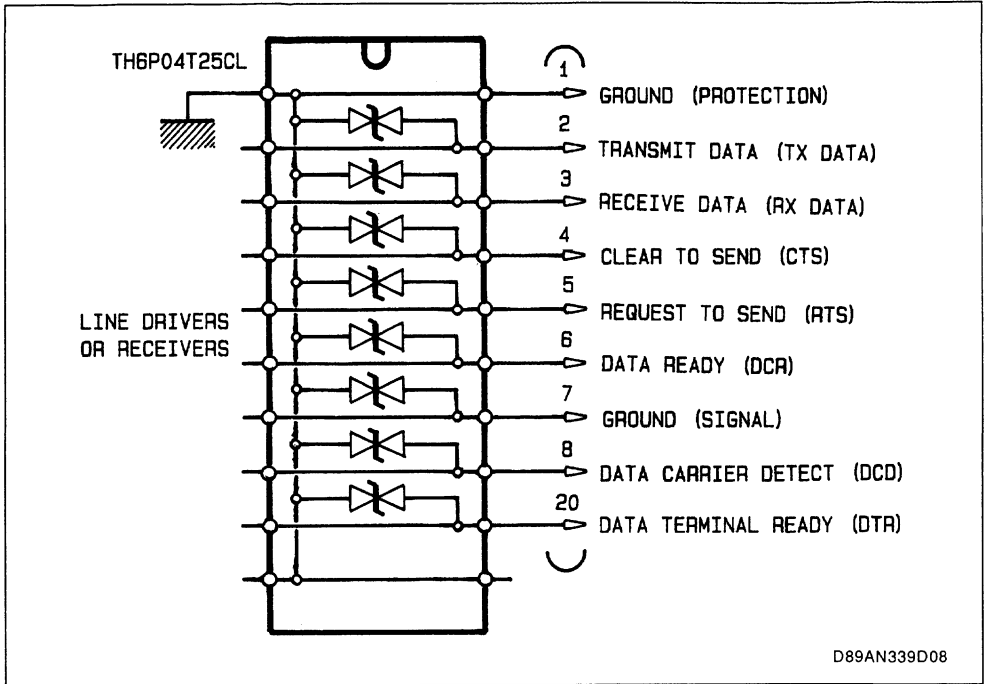 TH6P04T25CL
1
GROUND (PROTECTION)
2
TRANSMIT DATA (TX DATA)
3
RECEIVE DATA (RX DATA)
4
CLEAR TO SEND (CTS)
5
REQUEST TO SEND (RTS)
LINE DRIVERS
OR RECEIVERS
6
DATA READY (DCR)
7
GROUND (SIGNAL)
8
DATA CARRIER DETECT (DCD)
20
DATA TERMINAL READY (DTR)
D89AN339D08